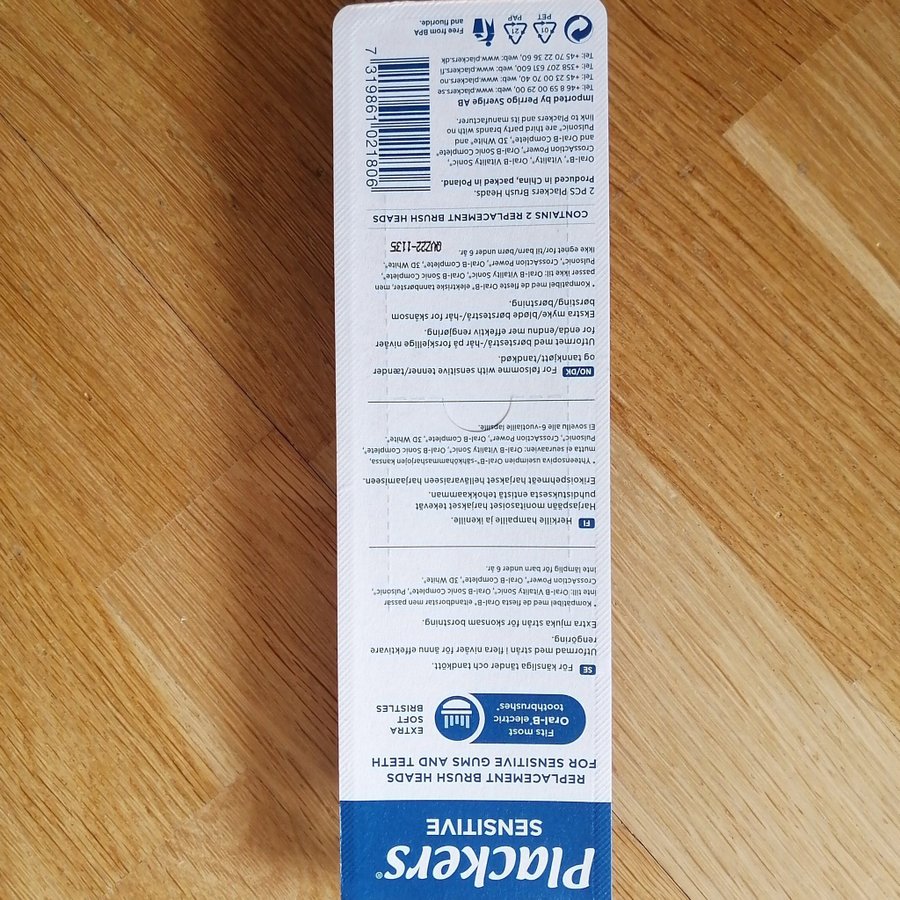 Plackers®
SENSITIVE
REPLACEMENT BRUSH HEADS
FOR SENSITIVE GUMS AND TEETH
Fits most
Oral-B® electric
toothbrushes*
EXTRA
SOFT
BRISTLES
SE För känsliga tänder och tandkött.
Utformad med strån i flera nivåer för ännu effektivare
rengöring.
Extra mjuka strån för skonsam borstning.
* Kompatibel med de flesta Oral-B® eltandborstar men passar
inte till: Oral-B Vitality Sonic®, Oral-B Sonic Complete®, Pulsonic®,
CrossAction Power®, Oral-B Complete®, 3D White®.
Inte lämplig för barn under 6 år.
FI Herkille hampaille ja ikenille.
Harjaspään monitasoiset harjakset tekevät
puhdistuksesta entistä tehokkaamman.
Erikoispehmeät harjakset hellävaraiseen harjaamiseen.
* Yhteensopiva useimpien Oral-B®-sähköhammasharjojen kanssa,
mutta ei seuraavien: Oral-B Vitality Sonic®, Oral-B Sonic Complete®,
Pulsonic®, CrossAction Power®, Oral-B Complete®, 3D White®.
Ei sovellu alle 6-vuotiaille lapsille.
NO/DK For følsomme with sensitive tenner/tænder
og tannkjøtt/tandkød.
Utformet med børstestrå/-hår på forskjellige nivåer
for enda/endnu mer effektiv rengjøring.
Ekstra myke/bløde børstestrå/-hår for skånsom
børsting/børstning.
* Kompatibel med de fleste Oral-B® elektriske tannbørster, men
passer ikke til: Oral-B Vitality Sonic®, Oral-B Sonic Complete®,
Pulsonic®, CrossAction Power®, Oral-B Complete®, 3D White®.
Ikke egnet for/til barn/børn under 6 år.
QVZ22-1135
CONTAINS 2 REPLACEMENT BRUSH HEADS
2 PCS Plackers Brush Heads.
Produced in China, packed in Poland.
Oral-B®, Vitality®, Oral-B Vitality Sonic®,
CrossAction Power®, Oral-B Sonic Complete®
and Oral-B Complete®, 3D White® and
Pulsonic® are® third party brands with no
link to Plackers and its manufacturer.
Imported by Perrigo Sverige AB
Tel: +46 8 59 00 29 00, web: www.plackers.se
Tel: +45 23 00 70 40, web: www.plackers.no
Tel: +358 207 631 600, web: www.plackers.fi
Tel: +45 70 22 36 60, web: www.plackers.dk
7 319861 021806
01
PET
21
PAP
Free from BPA
and fluoride.